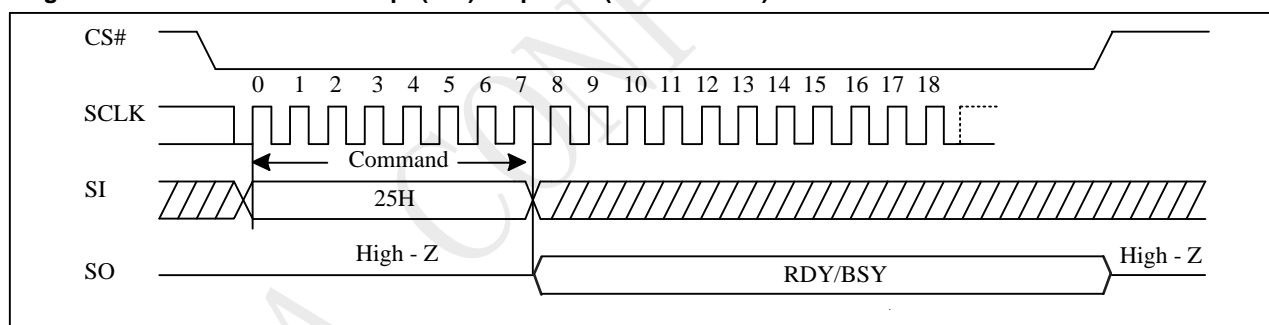 CS#
0 1 2 3 4 5 6 7 8 9 10 11 12 13 14 15 16 17 18
SCLK
Command
SI
25H
High - Z
High - Z
SO
RDY/BSY